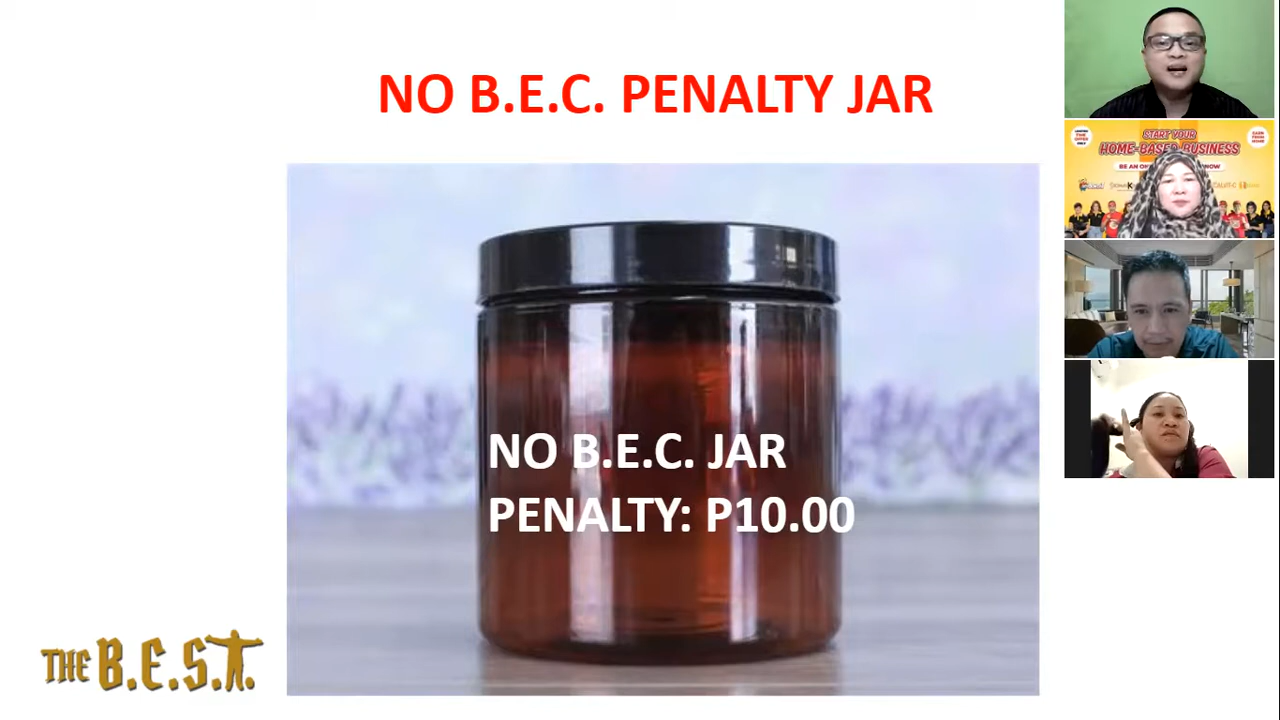 NO B.E.C. PENALTY JAR
NO B.E.C. JAR
PENALTY: P10.00
THE B.E.S.T.
START YOUR
HOME-BASED BUSINESS